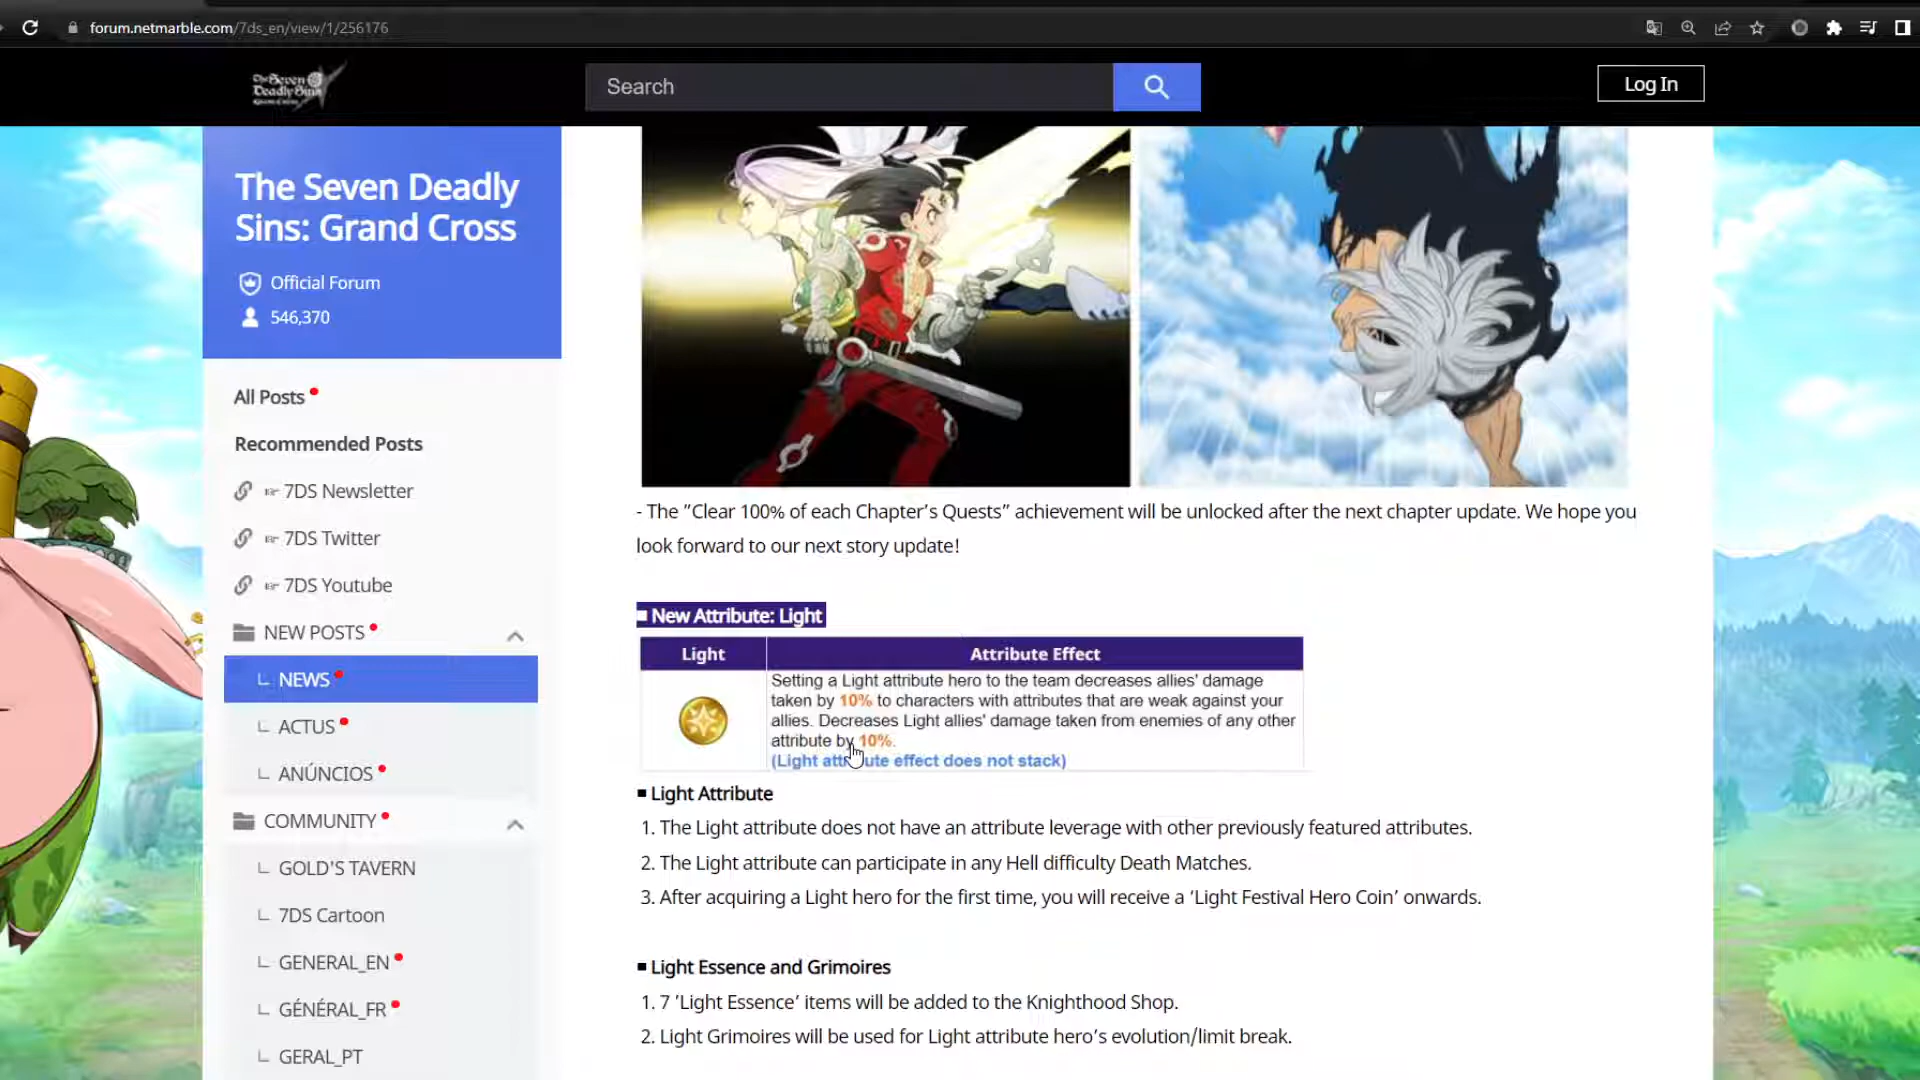 forum.netmarble.com/7ds_en/view/1/256176
The Seven
Deadly Sins
Search
Log In
The Seven Deadly
Sins: Grand Cross
Official Forum
546,370
All Posts
Recommended Posts
☞ 7DS Newsletter
☞ 7DS Twitter
☞ 7DS Youtube
NEW POSTS
NEWS
ACTUS
ANÚNCIOS
COMMUNITY
GOLD'S TAVERN
7DS Cartoon
GENERAL_EN
GÉNÉRAL_FR
GERAL_PT
- The "Clear 100% of each Chapter's Quests" achievement will be unlocked after the next chapter update. We hope you
look forward to our next story update!
■ New Attribute: Light
Light Attribute Effect
Setting a Light attribute hero to the team decreases allies' damage
taken by 10% to characters with attributes that are weak against your
allies. Decreases Light allies' damage taken from enemies of any other
attribute by 10%.
(Light attribute effect does not stack)
■ Light Attribute
1. The Light attribute does not have an attribute leverage with other previously featured attributes.
2. The Light attribute can participate in any Hell difficulty Death Matches.
3. After acquiring a Light hero for the first time, you will receive a ‘Light Festival Hero Coin’ onwards.
■ Light Essence and Grimoires
1. 7 ‘Light Essence’ items will be added to the Knighthood Shop.
2. Light Grimoires will be used for Light attribute hero’s evolution/limit break.